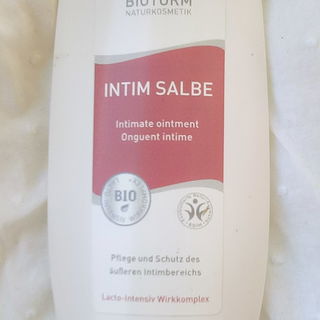 BIOTURM
NATURKOSMETIK
INTIM SALBE
Intimate ointment
Onguent intime
BIO
Pflege und Schutz des
äußeren Intimbereichs
Lacto-Intensiv Wirkkomplex